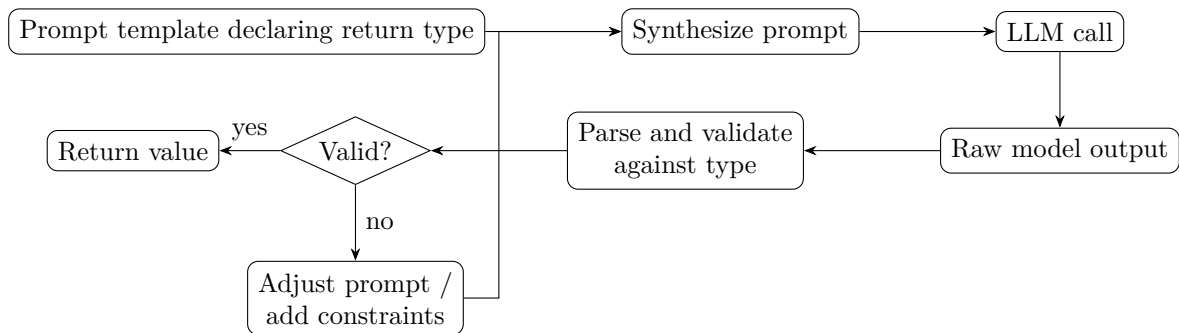 Prompt template declaring return type
Synthesize prompt
LLM call
Return value
yes
Valid?
Parse and validate
against type
Raw model output
no
Adjust prompt /
add constraints